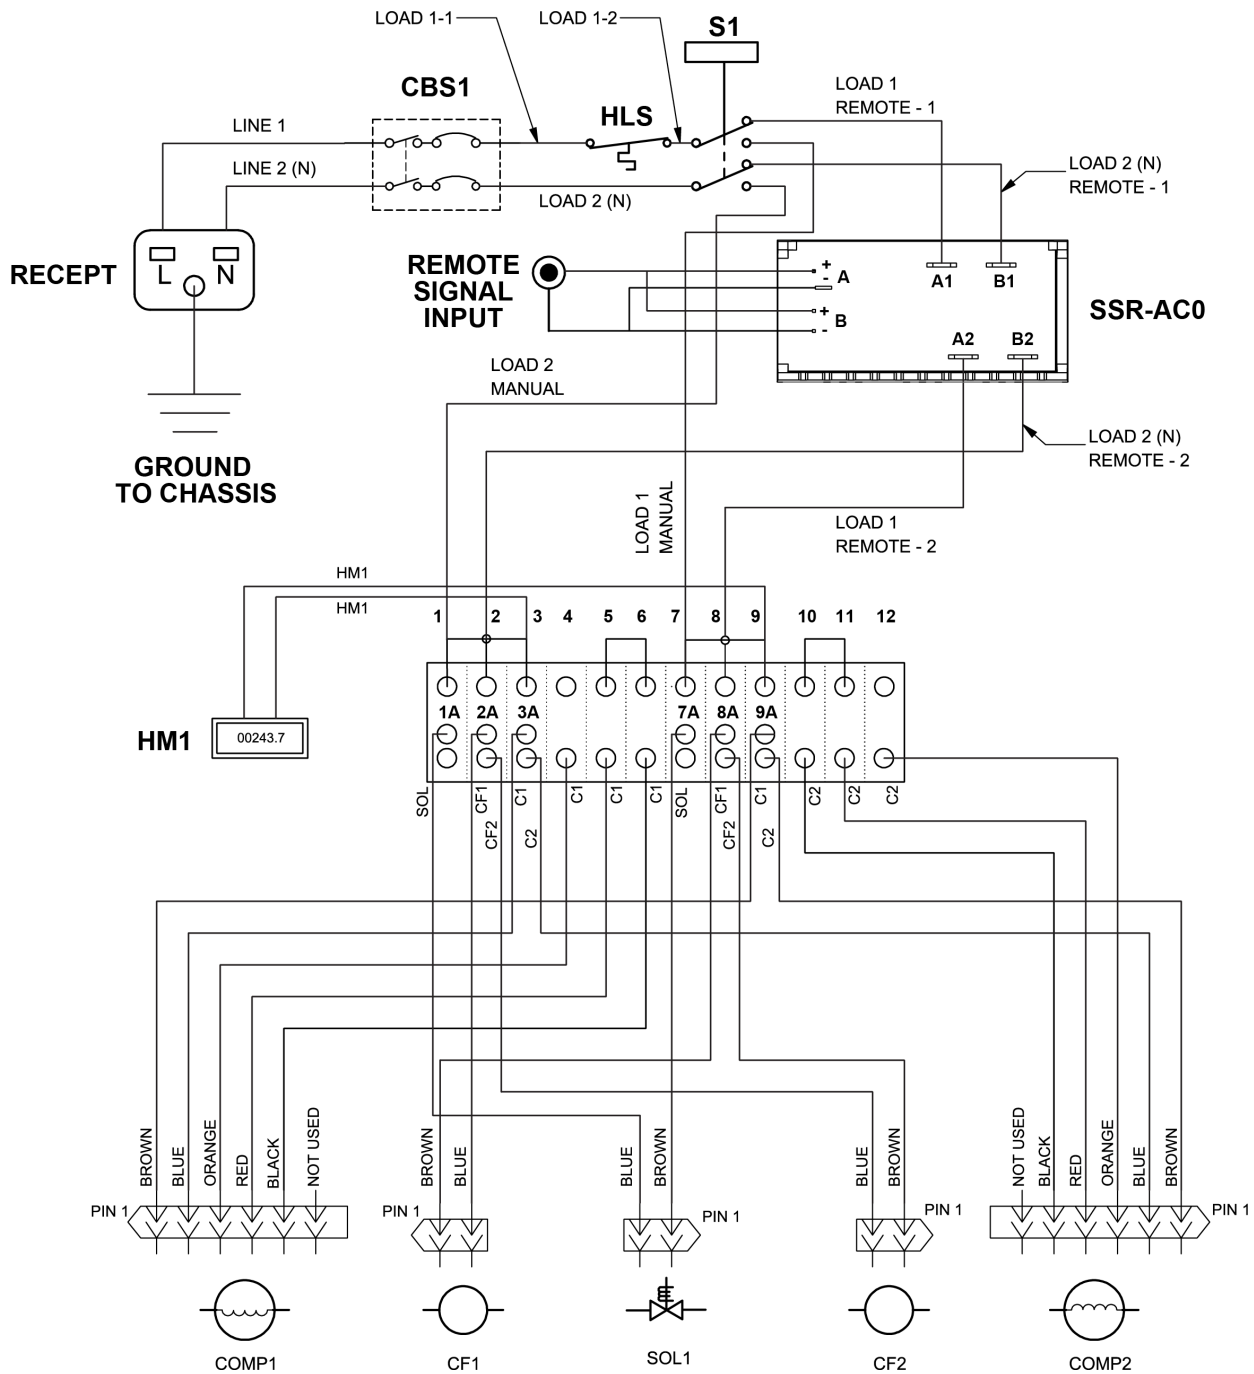 LOAD 1-1
LOAD 1-2
S1
CBS1
HLS
LOAD 1
REMOTE - 1
LINE 1
LINE 2 (N)
LOAD 2 (N)
LOAD 2 (N)
REMOTE - 1
RECEPT
L
N
REMOTE
SIGNAL
INPUT
+
-
A
+
-
B
A1
B1
A2
B2
SSR-AC0
LOAD 2
MANUAL
GROUND
TO CHASSIS
LOAD 2 (N)
REMOTE - 2
LOAD 1
MANUAL
LOAD 1
REMOTE - 2
HM1
HM1
1 2 3 4 5 6 7 8 9 10 11 12
1A 2A 3A 7A 8A 9A
HM1
00243.7
SOL
CF1
CF2
C1
C2
C1
C1
C1
SOL
CF1
CF2
C1
C2
C2
C2
C2
BROWN
BLUE
ORANGE
RED
BLACK
NOT USED
BROWN
BLUE
BLUE
BROWN
BLUE
BROWN
NOT USED
BLACK
RED
ORANGE
BLUE
BROWN
PIN 1
PIN 1
PIN 1
PIN 1
PIN 1
COMP1
CF1
SOL1
CF2
COMP2